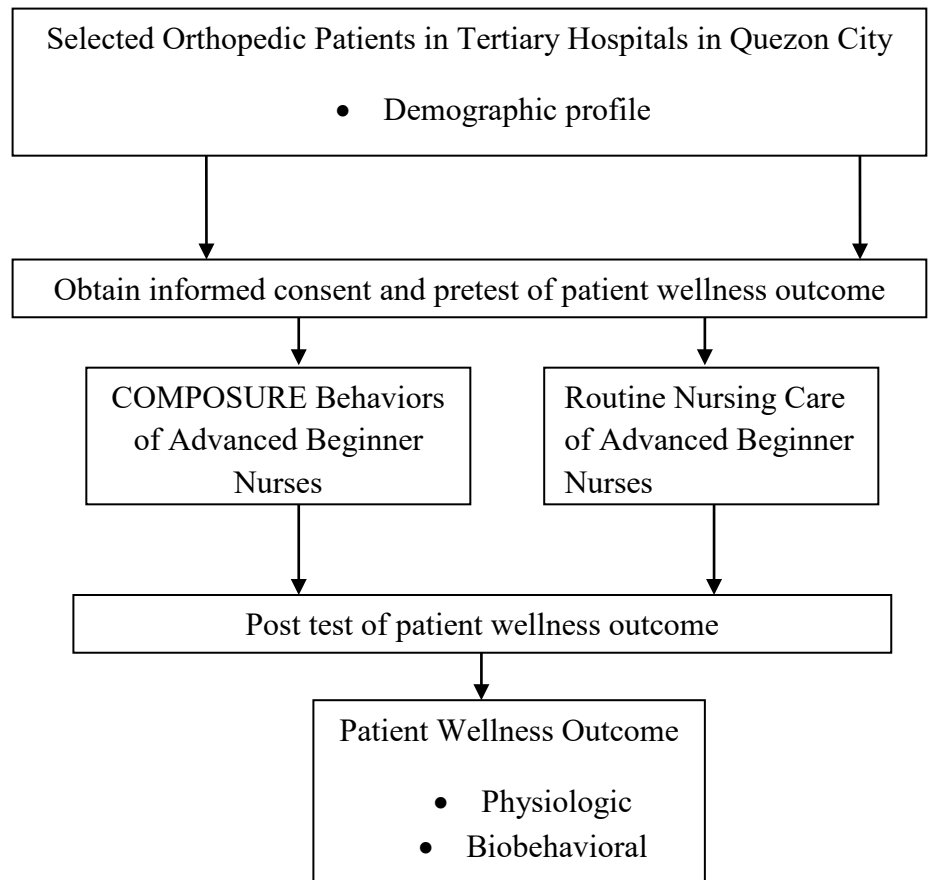 Selected Orthopedic Patients in Tertiary Hospitals in Quezon City
• Demographic profile
Obtain informed consent and pretest of patient wellness outcome
COMPOSURE Behaviors
of Advanced Beginner
Nurses
Routine Nursing Care
of Advanced Beginner
Nurses
Post test of patient wellness outcome
Patient Wellness Outcome
• Physiologic
• Biobehavioral